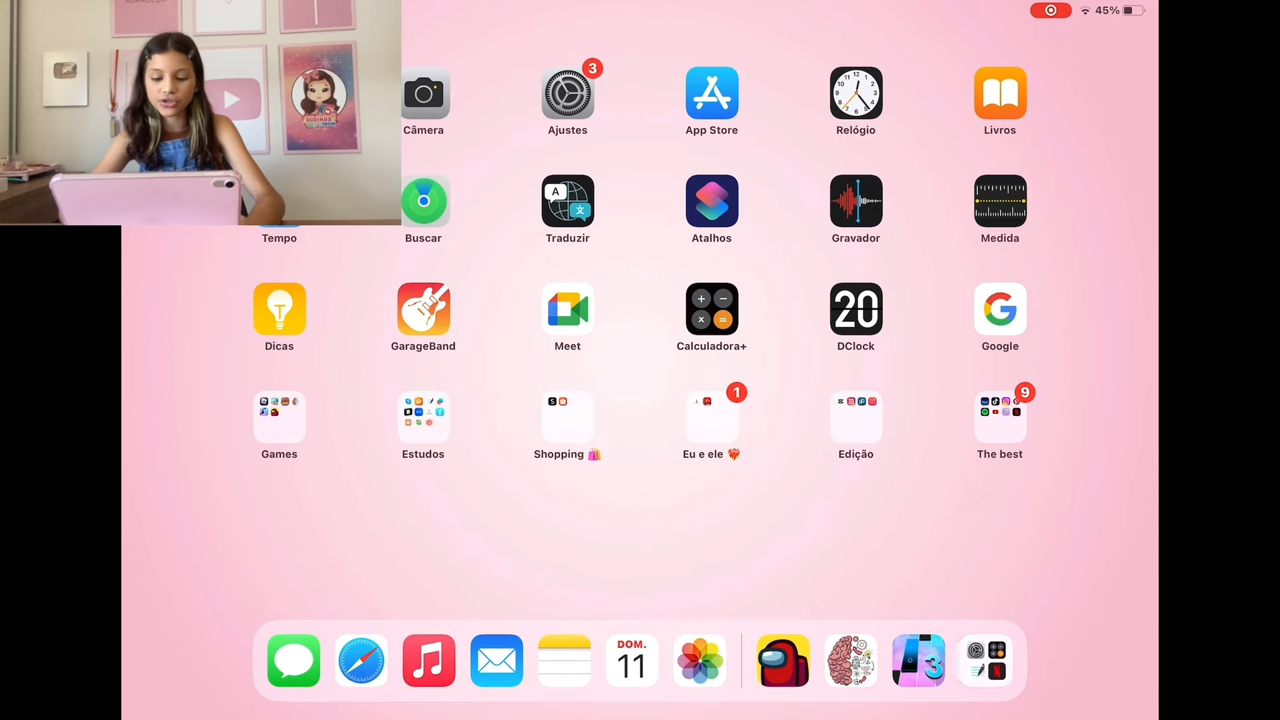 45%
3
Câmera
Ajustes
App Store
Relógio
Livros
Tempo
Buscar
Traduzir
Atalhos
Gravador
Medida
20
Dicas
GarageBand
Meet
Calculadora+
DClock
Google
1
9
Games
Estudos
Shopping 🛍️
Eu e ele ❤️‍🔥
Edição
The best
DOM.
11
3